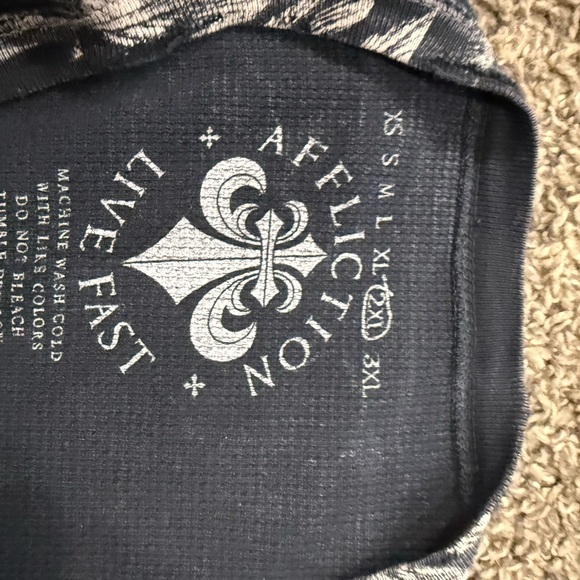 XS S M L XL 2XL 3XL
AFFLICTION
LIVE FAST
MACHINE WASH COLD
WITH LIKE COLORS
DO NOT BLEACH